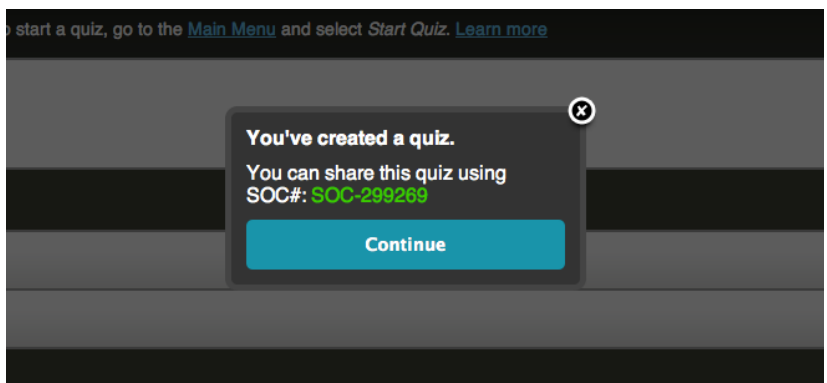 start a quiz, go to the Main Menu and select Start Quiz. Learn more
You've created a quiz.
You can share this quiz using
SOC#: SOC-299269
Continue